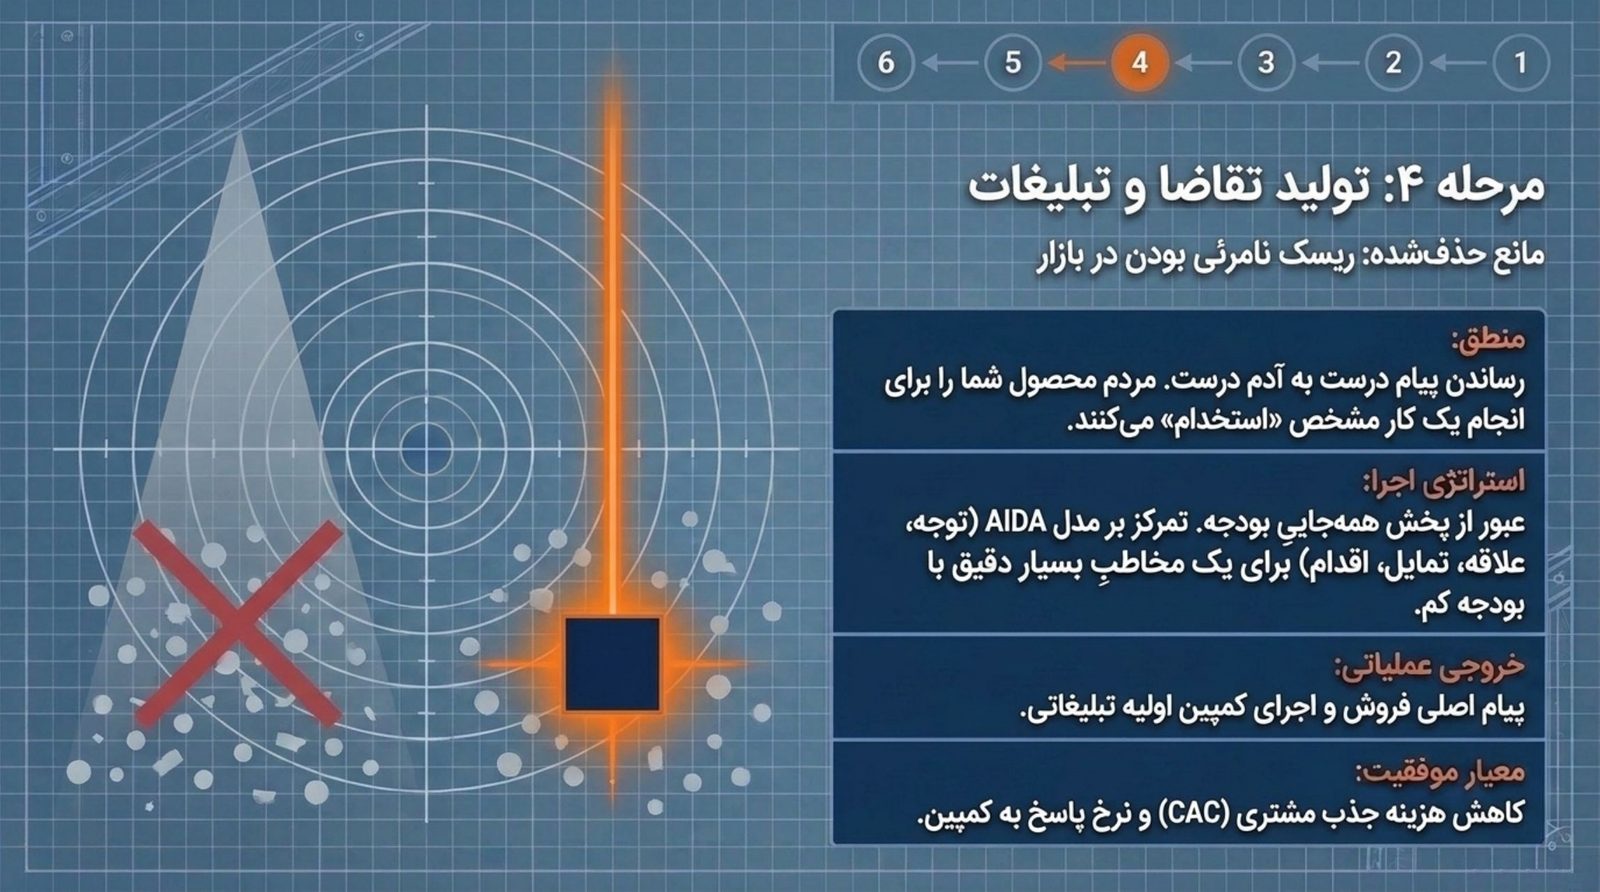 1 2 3 4 5 6
مرحله ۴: تولید تقاضا و تبلیغات
مانع حذف‌شده: ریسک نامرئی بودن در بازار
منطق:
رساندن پیام درست به آدم درست. مردم محصول شما را برای
انجام یک کار مشخص «استخدام» می‌کنند.
استراتژی اجرا:
عبور از پخش همه‌جاییِ بودجه. تمرکز بر مدل AIDA (توجه،
علاقه، تمایل، اقدام) برای یک مخاطبِ بسیار دقیق با
بودجه کم.
خروجی عملیاتی:
پیام اصلی فروش و اجرای کمپین اولیه تبلیغاتی.
معیار موفقیت:
کاهش هزینه جذب مشتری (CAC) و نرخ پاسخ به کمپین.